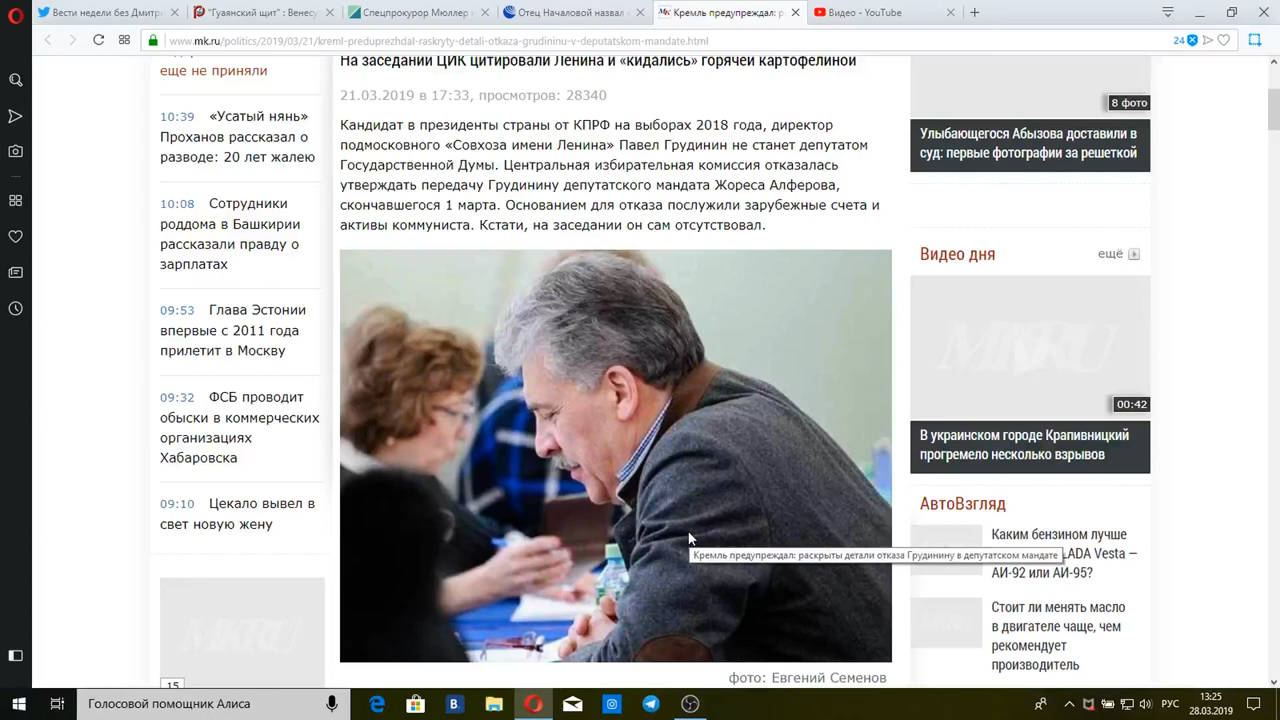 Вести недели без Дмитри
"Гуаянский щит" : Венесу
Спецпрокурор Мюллер
Отец Началовой назвал
Кремль предупреждал: р
Видео - YouTube
www.mk.ru/politics/2019/03/21/kreml-preduprezhdal-raskryty-detali-otkaza-grudininu-v-deputatskom-mandate.html
24
еще не приняли
10:39 «Усатый нянь»
Проханов рассказал о
разводе: 20 лет жалею
10:08 Сотрудники
роддома в Башкирии
рассказали правду о
зарплатах
09:53 Глава Эстонии
впервые с 2011 года
прилетит в Москву
09:32 ФСБ проводит
обыски в коммерческих
организациях
Хабаровска
09:10 Цекало вывел в
свет новую жену
MKRU
15
На заседании ЦИК цитировали Ленина и «кидались» горячей картофелиной
21.03.2019 в 17:33, просмотров: 28340
Кандидат в президенты страны от КПРФ на выборах 2018 года, директор
подмосковного «Совхоза имени Ленина» Павел Грудинин не станет депутатом
Государственной Думы. Центральная избирательная комиссия отказалась
утверждать передачу Грудинину депутатского мандата Жореса Алферова,
скончавшегося 1 марта. Основанием для отказа послужили зарубежные счета и
активы коммуниста. Кстати, на заседании он сам отсутствовал.
Кремль предупреждал: раскрыты детали отказа Грудинину в депутатском мандате
фото: Евгений Семенов
8 фото
Улыбающегося Абызова доставили в
суд: первые фотографии за решеткой
Видео дня
ещё
MKRU
00:42
В украинском городе Крапивницкий
прогремело несколько взрывов
АвтоВзгляд
Каким бензином лучше
LADA Vesta —
АИ-92 или АИ-95?
Стоит ли менять масло
в двигателе чаще, чем
рекомендует
производитель
Голосовой помощник Алиса
РУС
13:25
28.03.2019